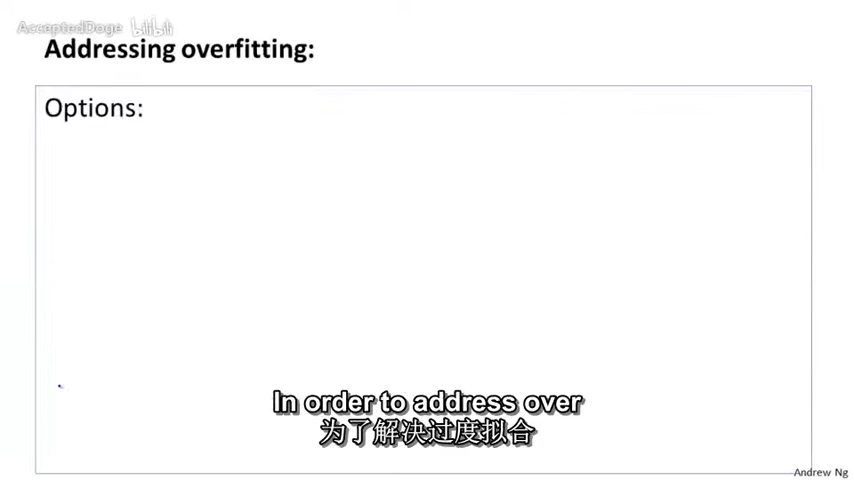 AcceptedDoge bilibili
Addressing overfitting:
Options:
In order to address over
为了解决过度拟合
Andrew Ng